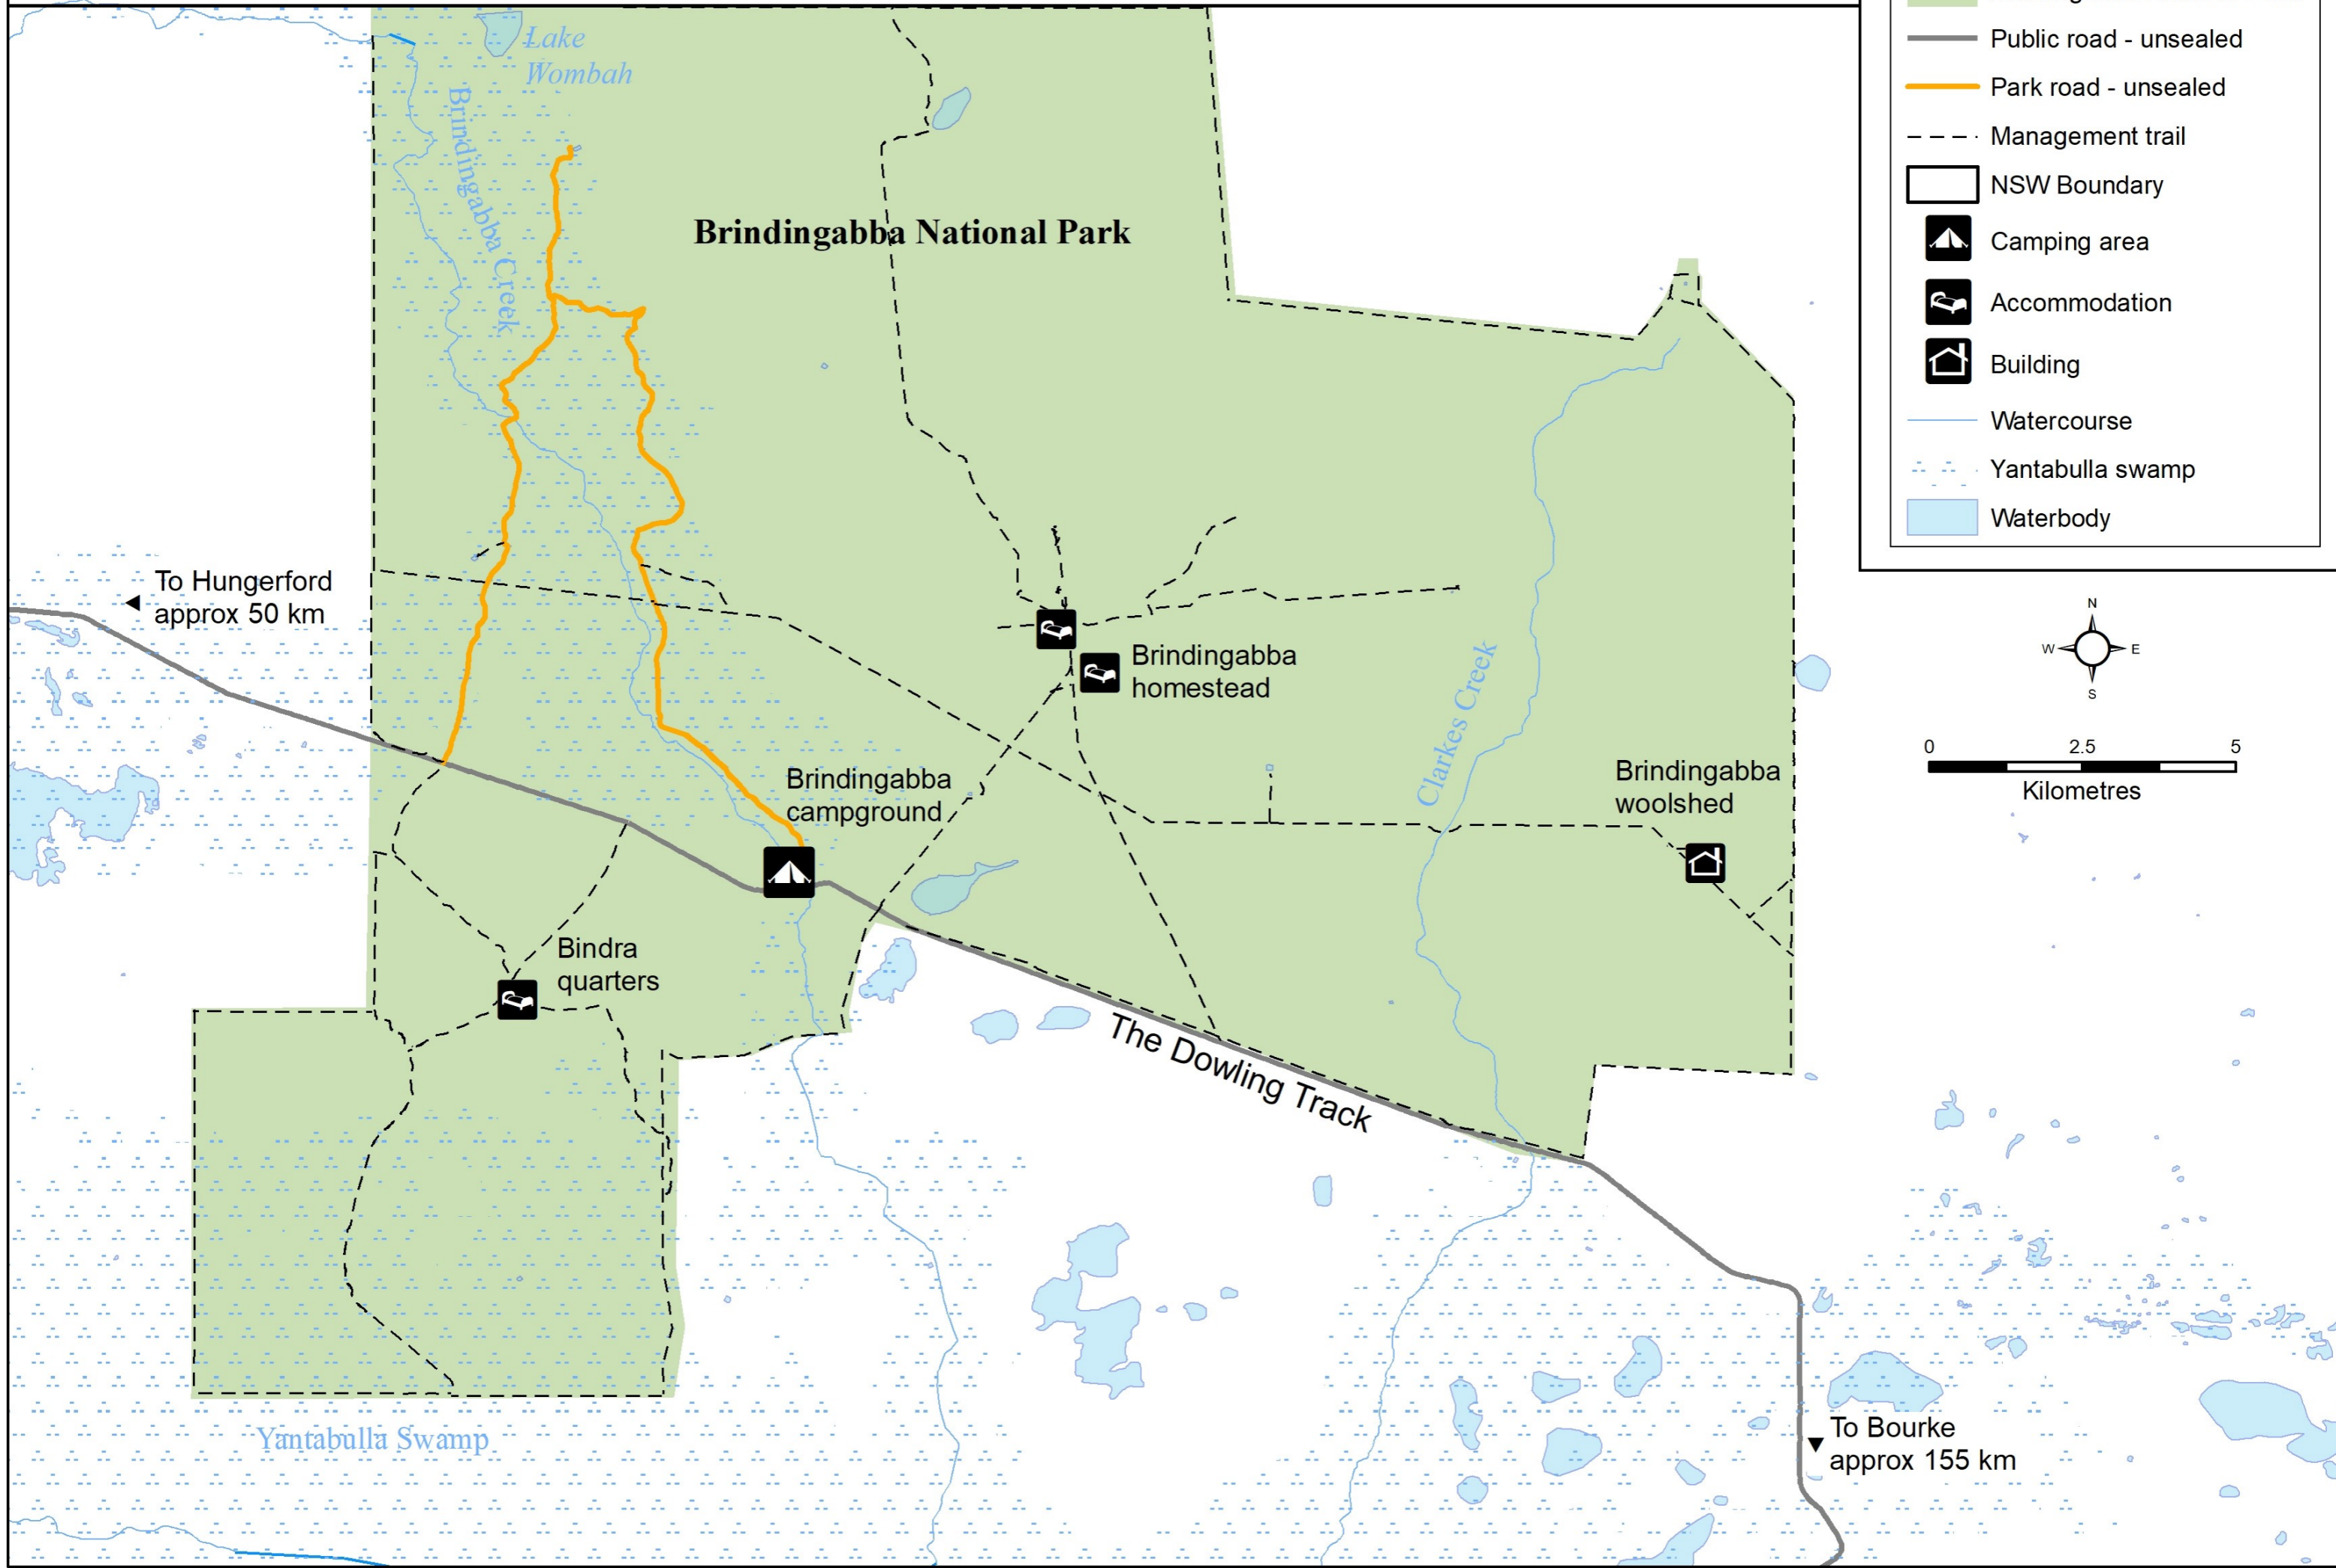 Lake
Wombah
Brindingabba Creek
Brindingabba National Park
Public road - unsealed
Park road - unsealed
Management trail
NSW Boundary
Camping area
Accommodation
Building
Watercourse
Yantabulla swamp
Waterbody
To Hungerford
approx 50 km
Brindingabba
homestead
Clarkes Creek
N
W
E
S
0
2.5
5
Kilometres
Brindingabba
campground
Brindingabba
woolshed
Bindra
quarters
The Dowling Track
Yantabulla Swamp
To Bourke
approx 155 km